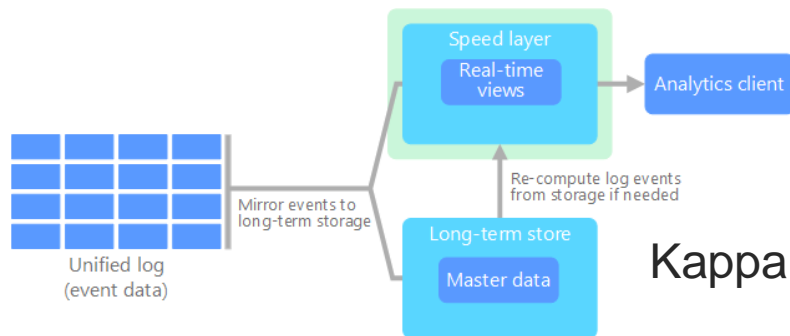 Speed layer
Real-time
views
Analytics client
Mirror events to
long-term storage
Re-compute log events
from storage if needed
Unified log
(event data)
Long-term store
Master data
Kappa